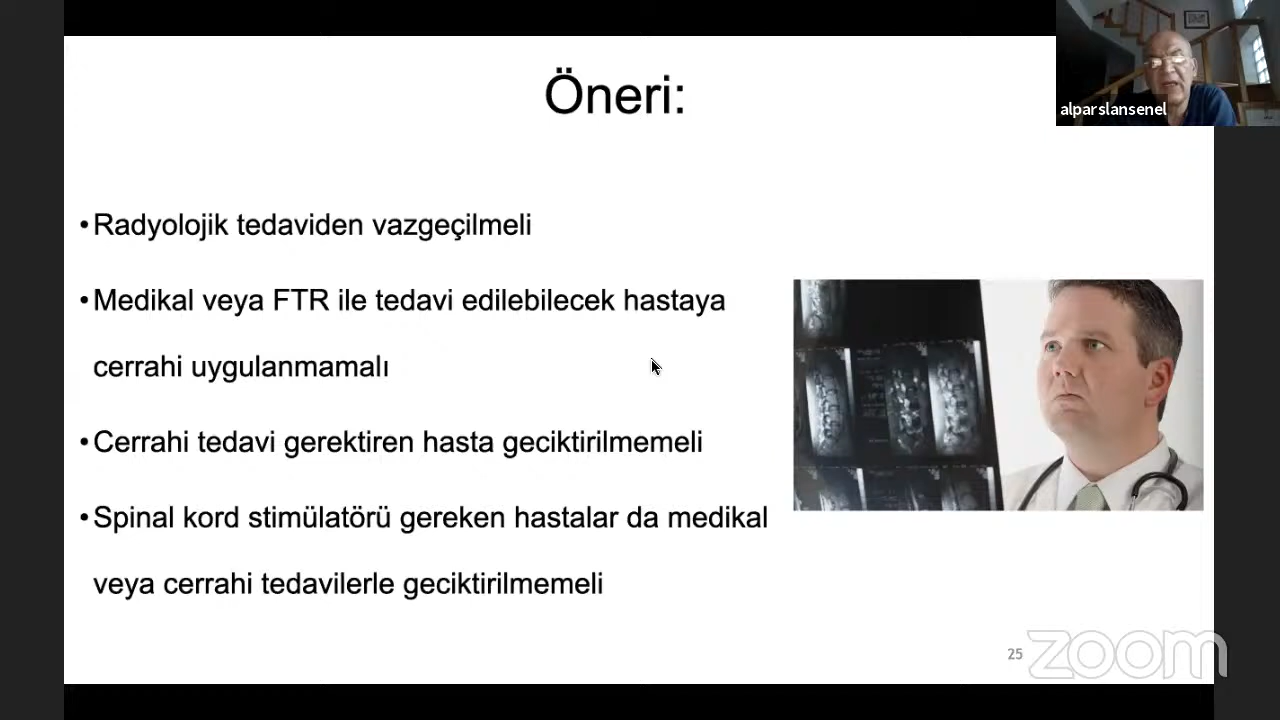 Öneri:
alparslansenel
•Radyolojik tedaviden vazgeçilmeli
•Medikal veya FTR ile tedavi edilebilecek hastaya
cerrahi uygulanmamalı
•Cerrahi tedavi gerektiren hasta geciktirilmemeli
•Spinal kord stimülatörü gereken hastalar da medikal
veya cerrahi tedavilerle geciktirilmemeli
25
zoom